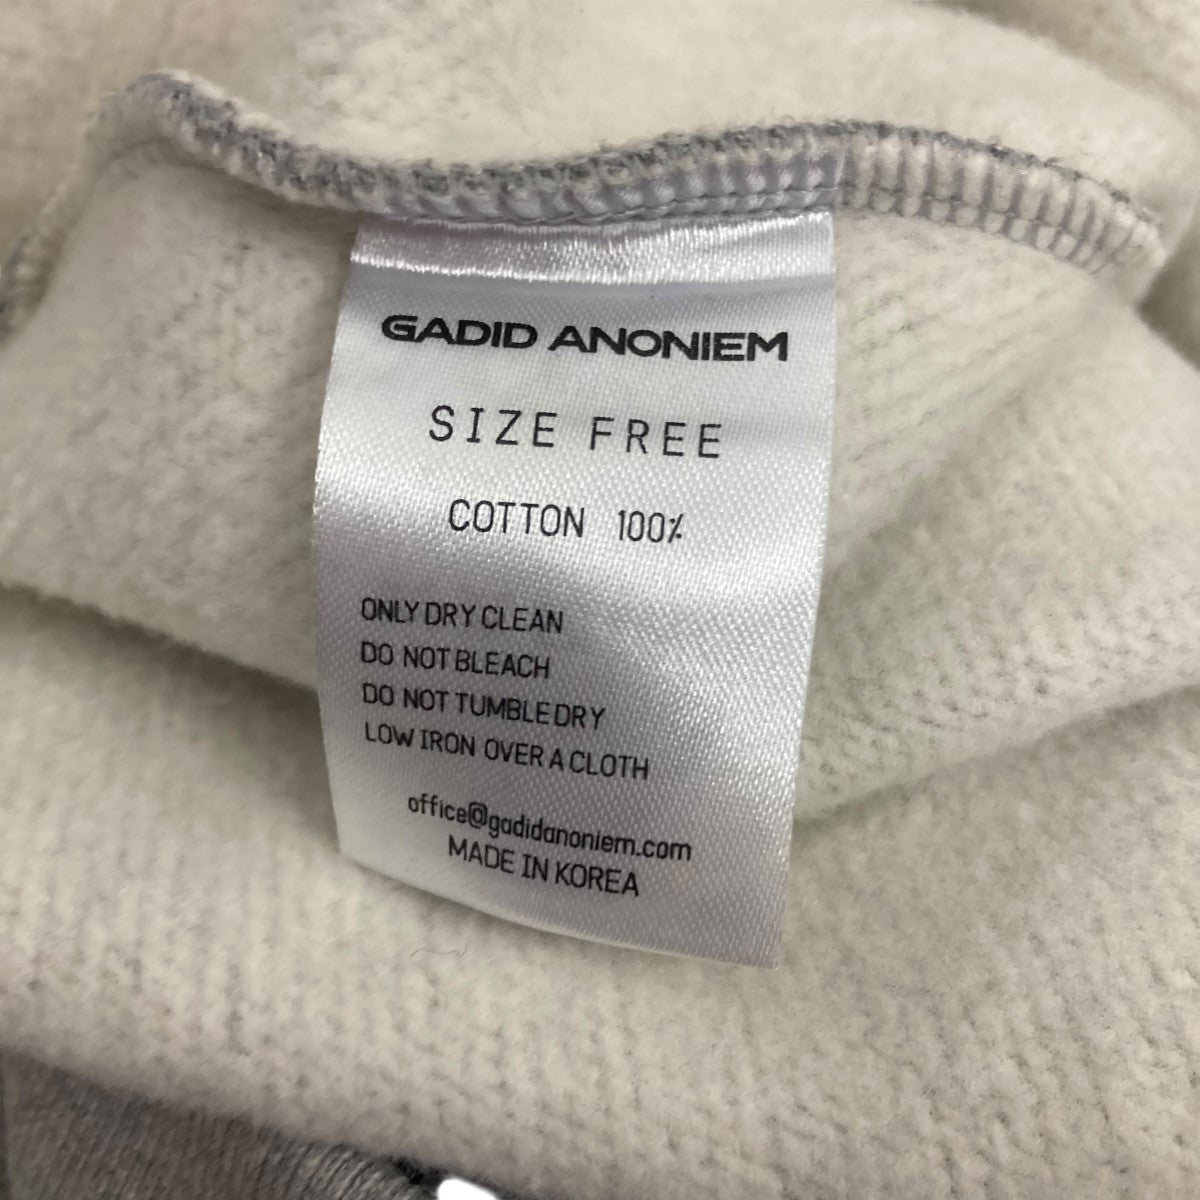 GADID ANONIEM
SIZE FREE
COTTON 100%
ONLY DRY CLEAN
DO NOT BLEACH
DO NOT TUMBLE DRY
LOW IRON OVER A CLOTH
office@gadidanoniem.com
MADE IN KOREA